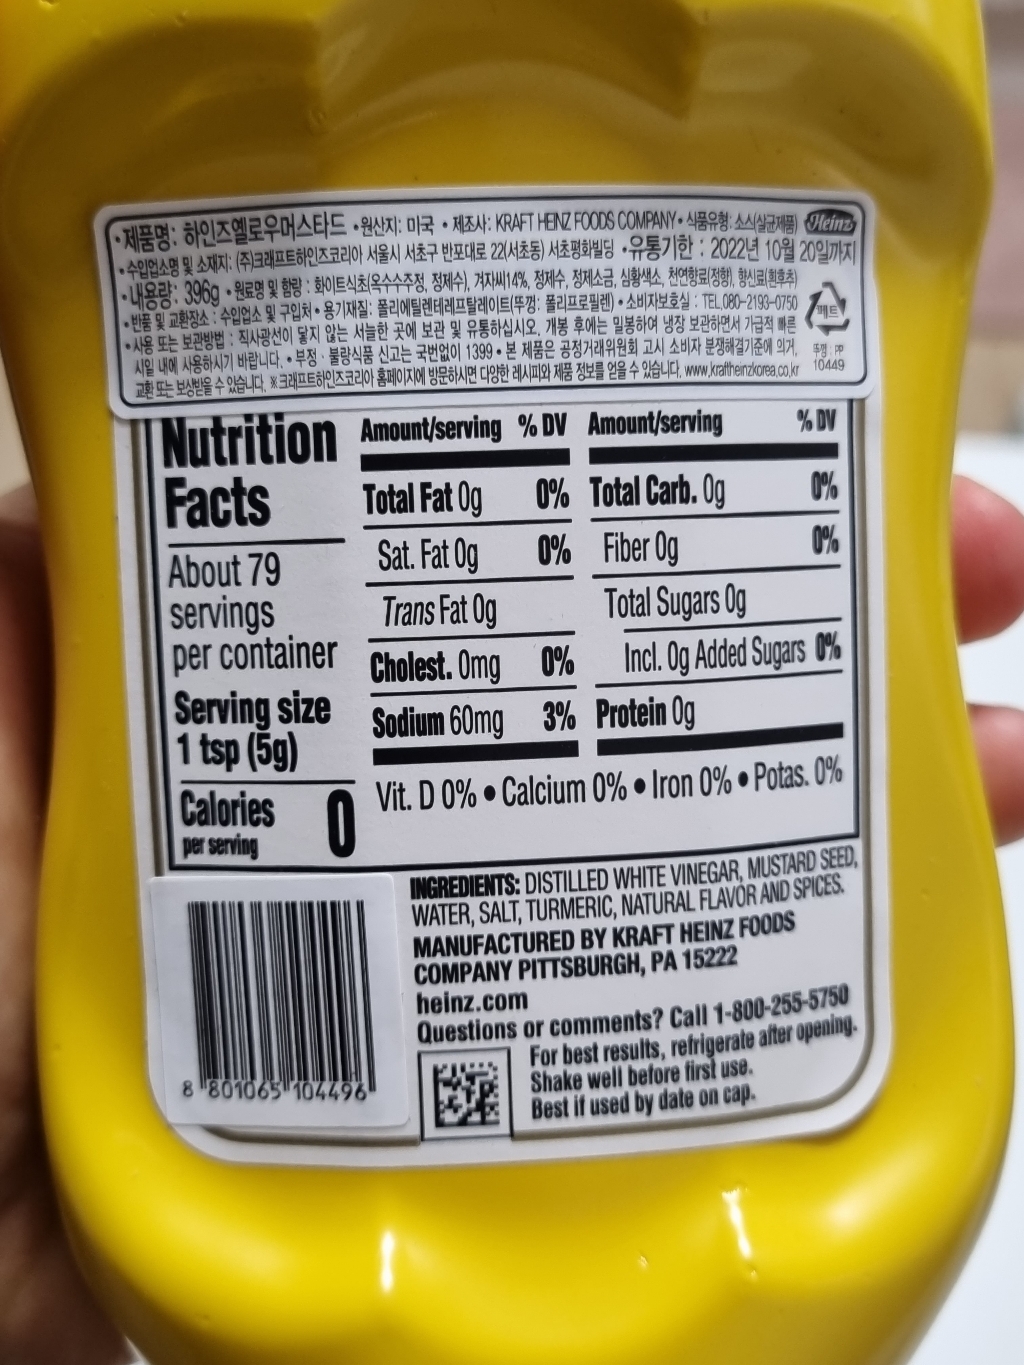 •제품명: 하인즈옐로우머스타드 •원산지: 미국 • 제조사: KRAFT HEINZ FOODS COMPANY• 식품유형: 소스(살균제품) Heinz
•수입업소명 및 소재지: (주)크래프트하인즈코리아 서울시 서초구 반포대로 22(서초동) 서초평화빌딩 •유통기한 : 2022년 10월 20일까지
•내용량: 396g • 원료명 및 함량 : 화이트식초(옥수수주정, 정제수), 겨자씨14%, 정제수, 정제소금, 심황색소, 천연향료(정향), 향신료(흰후추)
•반품 및 교환장소 : 수입업소 및 구입처• 용기재질: 폴리에틸렌테레프탈레이트(뚜껑: 폴리프로필렌) • 소비자보호실 : TEL.080-2193-0750
•사용 또는 보관방법 : 직사광선이 닿지 않는 서늘한 곳에 보관 및 유통하십시오. 개봉 후에는 밀봉하여 냉장 보관하면서 가급적 빠른
시일 내에 사용하시기 바랍니다. •부정 · 불량식품 신고는 국번없이 1399 • 본 제품은 공정거래위원회 고시 소비자 분쟁해결기준에 의거,
교환 또는 보상받을 수 있습니다. ※크래프트하인즈코리아 홈페이지에 방문하시면 다양한 레시피와 제품 정보를 얻을 수 있습니다. www.kraftheinzkorea.co.kr
페트
뚜껑 : PP
10449
Nutrition
Facts
About 79
servings
per container
Serving size
1 tsp (5g)
Calories 0
per serving
Amount/serving % DV
Total Fat 0g 0%
Sat. Fat 0g 0%
Trans Fat 0g
Cholest. 0mg 0%
Sodium 60mg 3%
Amount/serving % DV
Total Carb. 0g 0%
Fiber 0g 0%
Total Sugars 0g
Incl. 0g Added Sugars 0%
Protein 0g
Vit. D 0% • Calcium 0% • Iron 0% • Potas. 0%
INGREDIENTS: DISTILLED WHITE VINEGAR, MUSTARD SEED,
WATER, SALT, TURMERIC, NATURAL FLAVOR AND SPICES.
MANUFACTURED BY KRAFT HEINZ FOODS
COMPANY PITTSBURGH, PA 15222
heinz.com
Questions or comments? Call 1-800-255-5750
For best results, refrigerate after opening.
Shake well before first use.
Best if used by date on cap.
8 801065 104496